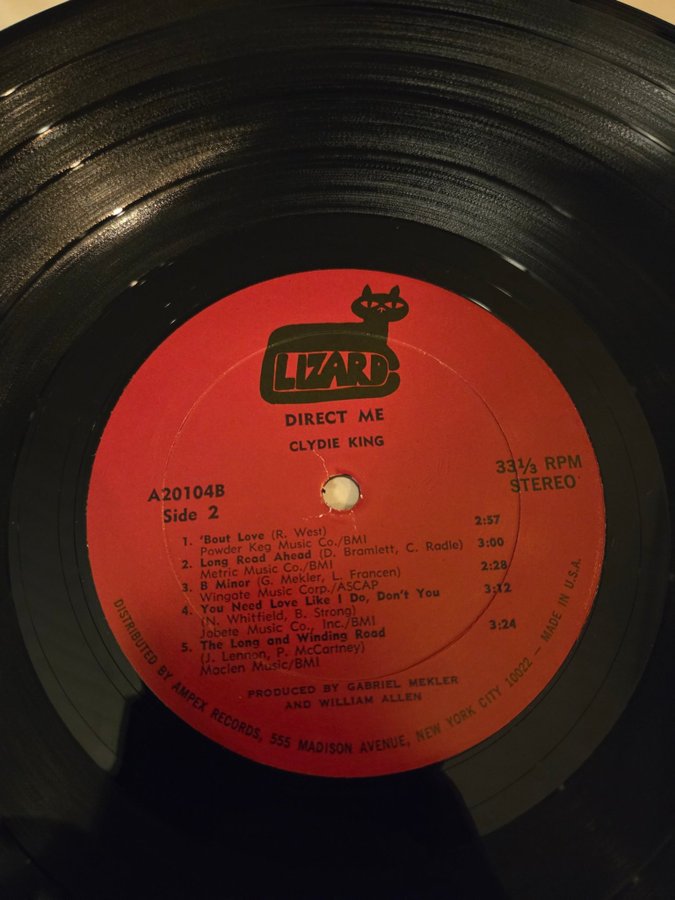 LIZARD
DIRECT ME
CLYDIE KING
A20104B
Side 2
33⅓ RPM
STEREO
1. 'Bout Love (R. West) 2:57
Powder Keg Music Co./BMI
2. Long Road Ahead (D. Bramlett, C. Radle) 3:00
Metric Music Co./BMI
3. B Minor (G. Mekler, L. Francen) 2:28
Wingate Music Corp./ASCAP
4. You Need Love Like I Do, Don't You 3:12
(N. Whitfield, B. Strong)
Jobete Music Co., Inc./BMI
5. The Long and Winding Road 3:24
(J. Lennon, P. McCartney)
Maclen Music/BMI
PRODUCED BY GABRIEL MEKLER
AND WILLIAM ALLEN
DISTRIBUTED BY AMPEX RECORDS, 555 MADISON AVENUE, NEW YORK CITY 10022 — MADE IN U.S.A.